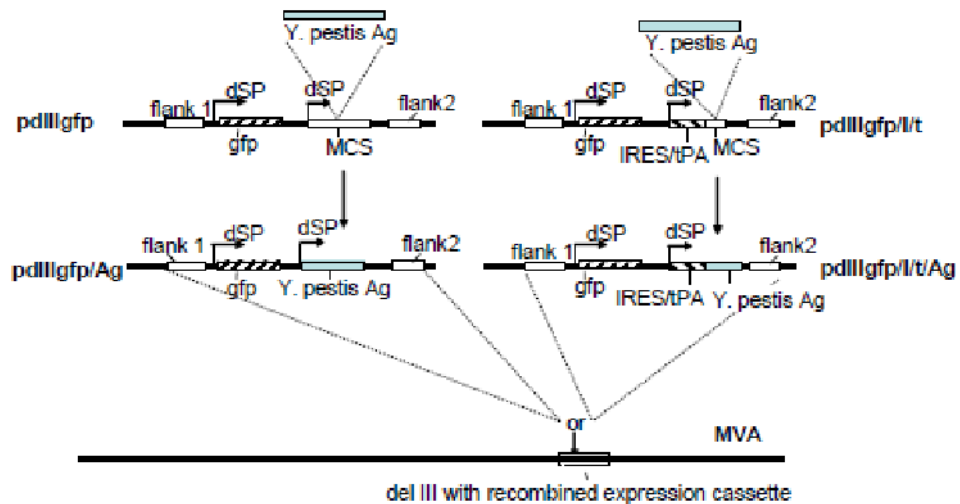 Y. pestis Ag
Y. pestis Ag
dSP
dSP
dSP
dSP
flank 1
flank2
flank 1
flank2
pdIIIgfp
pdIIIgfp/I/t
gfp
MCS
gfp
IRES/tPA
MCS
dSP
dSP
dSP
dSP
flank 1
flank2
flank 1
flank2
pdIIIgfp/Ag
pdIIIgfp/I/t/Ag
gfp
Y. pestis Ag
gfp
IRES/tPA
Y. pestis Ag
or
MVA
del III with recombined expression cassette